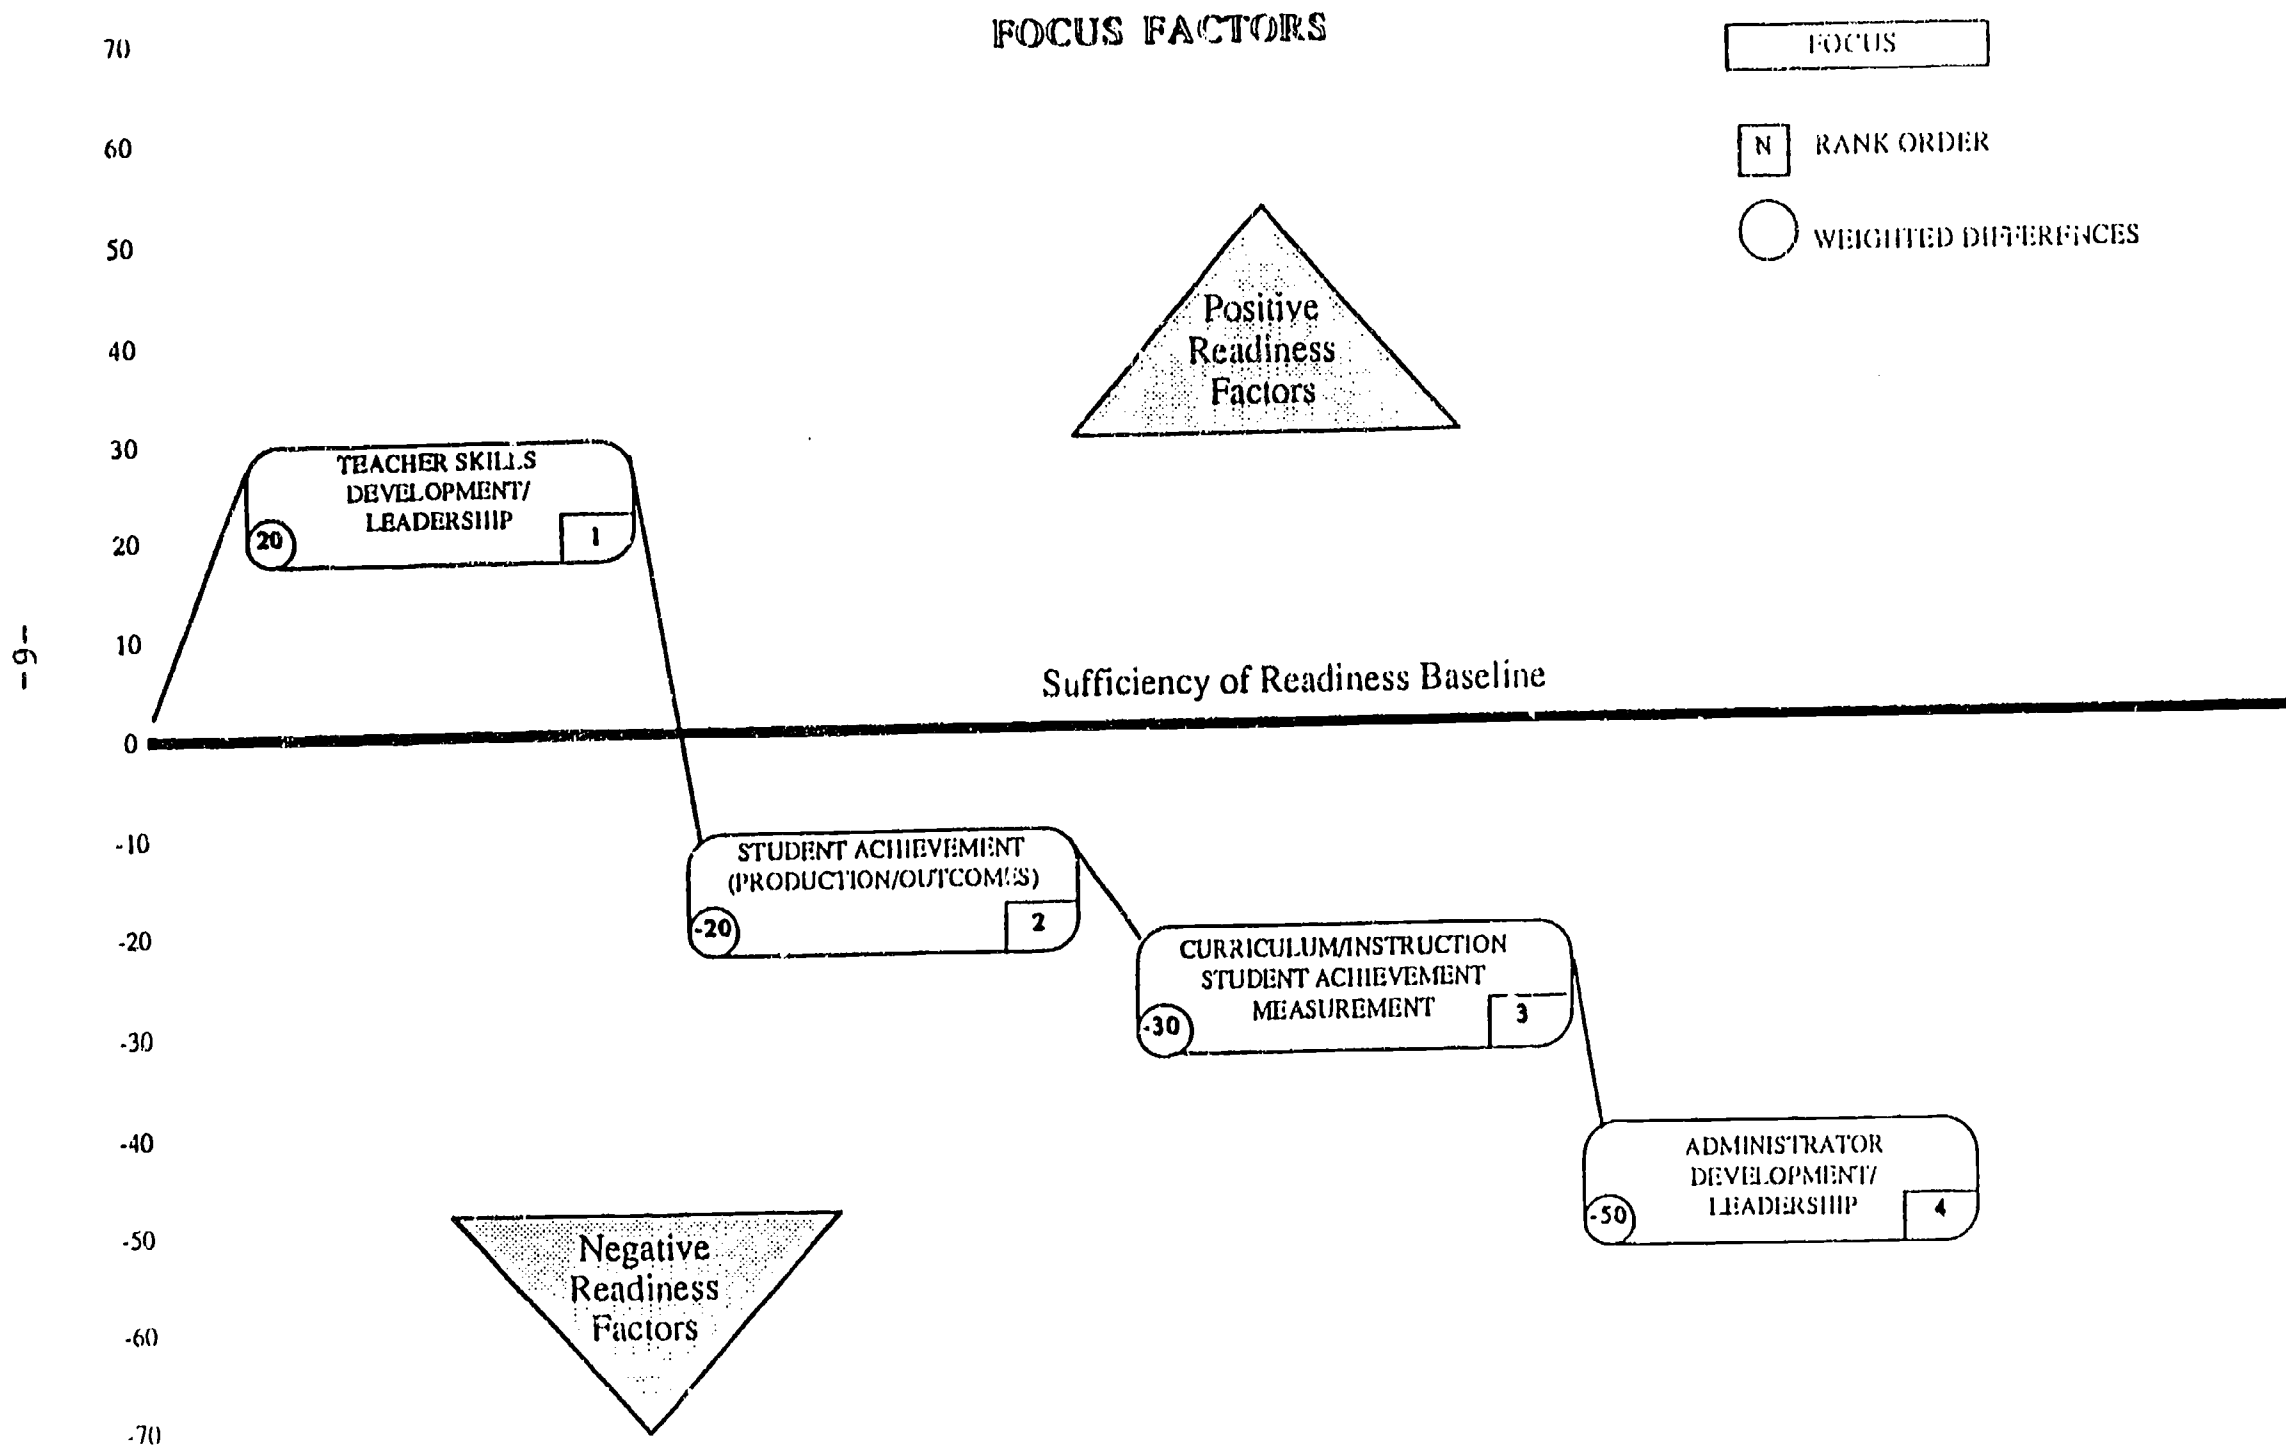 FOCUS FACTORS
FOCUS
N RANK ORDER
WEIGHTED DIFFERENCES
70
60
50
40
30
20
10
0
-10
-20
-30
-40
-50
-60
-70
Positive
Readiness
Factors
TEACHER SKILLS
DEVELOPMENT/
LEADERSHIP
20
1
-6-
Sufficiency of Readiness Baseline
STUDENT ACHIEVEMENT
(PRODUCTION/OUTCOMES)
-20
2
CURRICULUM/INSTRUCTION
STUDENT ACHIEVEMENT
MEASUREMENT
-30
3
ADMINISTRATOR
DEVELOPMENT/
LEADERSHIP
-50
4
Negative
Readiness
Factors